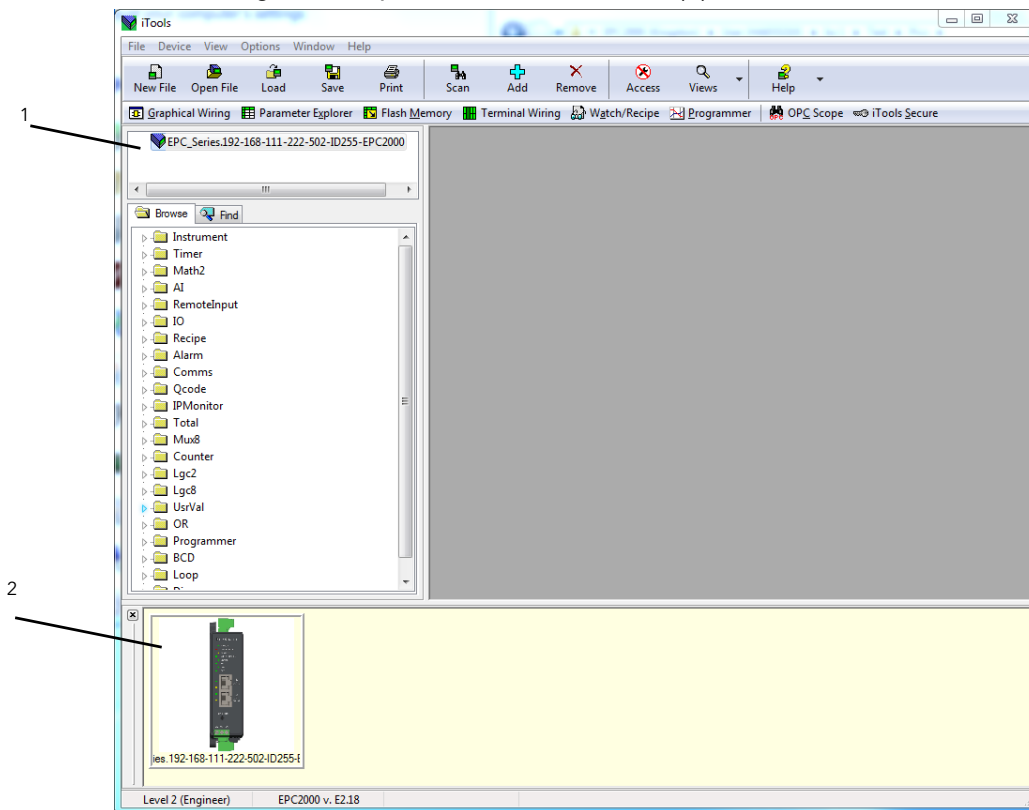 iTools
File Device View Options Window Help
New File Open File Load Save Print Scan Add Remove Access Views Help
Graphical Wiring Parameter Explorer Flash Memory Terminal Wiring Watch/Recipe Programmer OPC Scope iTools Secure
1
EPC_Series.192-168-111-222-502-ID255-EPC2000
Browse Find
Instrument
Timer
Math2
AI
RemoteInput
IO
Recipe
Alarm
Comms
Qcode
IPMonitor
Total
Mux8
Counter
Lgc2
Lgc8
UsrVal
OR
Programmer
BCD
Loop
2
ies.192-168-111-222-502-ID255-E
Level 2 (Engineer) EPC2000 v. E2.18